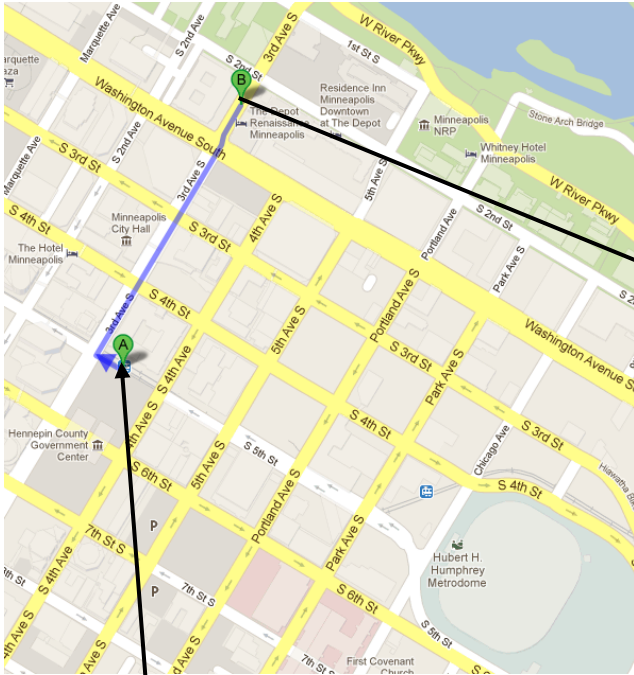 Marquette Ave
S 2nd Ave
S 2nd St
3rd Ave S
1st St S
W River Pkwy
arquette
aza
B
The Depot
Renaissance
Minneapolis
Residence Inn
Minneapolis
Downtown
at The Depot
Minneapolis
NRP
Stone Arch Bridge
Whitney Hotel
Minneapolis
Washington Avenue South
S 3rd St
Marquette Ave
S 2nd Ave
3rd Ave S
5th Ave S
Portland Ave
S 2nd St
W River Pkwy
Park Ave S
S 4th St
Minneapolis
City Hall
S 3rd St
4th Ave S
The Hotel
Minneapolis
3rd Ave S
S 4th St
5th Ave S
Portland Ave S
Washington Avenue S
A
S 4th Ave
S 3rd St
Park Ave S
4th Ave S
S 4th St
S 3rd St
Hennepin County
Government
Center
S 5th St
Chicago Ave
S 6th St
5th Ave S
S 4th St
P
Portland Ave S
Park Ave S
7th St S
Hubert H.
Humphrey
Metrodome
S 4th Ave
P
7th St S
S 6th St
S 5th St
7th St S
First Covenant
Church